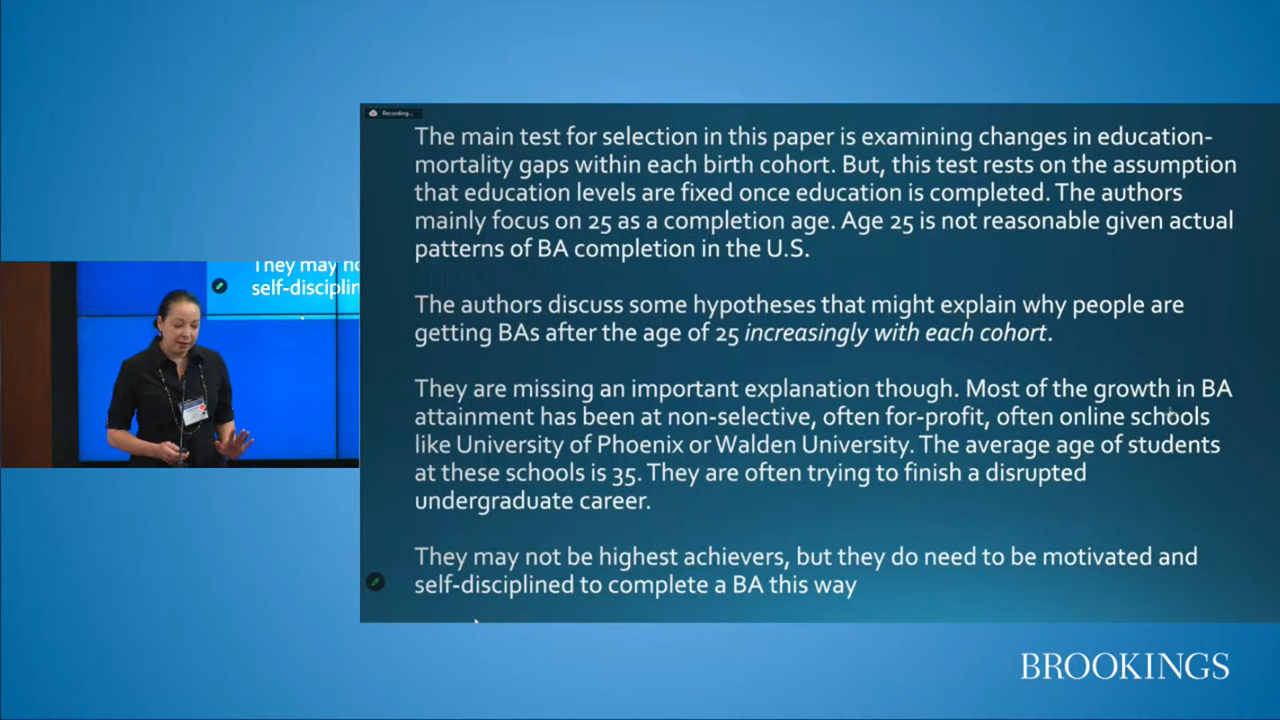 Recording...
The main test for selection in this paper is examining changes in education-
mortality gaps within each birth cohort. But, this test rests on the assumption
that education levels are fixed once education is completed. The authors
mainly focus on 25 as a completion age. Age 25 is not reasonable given actual
patterns of BA completion in the U.S.
The authors discuss some hypotheses that might explain why people are
getting BAs after the age of 25 increasingly with each cohort.
They are missing an important explanation though. Most of the growth in BA
attainment has been at non-selective, often for-profit, often online schools
like University of Phoenix or Walden University. The average age of students
at these schools is 35. They are often trying to finish a disrupted
undergraduate career.
They may not be highest achievers, but they do need to be motivated and
self-disciplined to complete a BA this way
They may no
self-disciplin
BROOKINGS